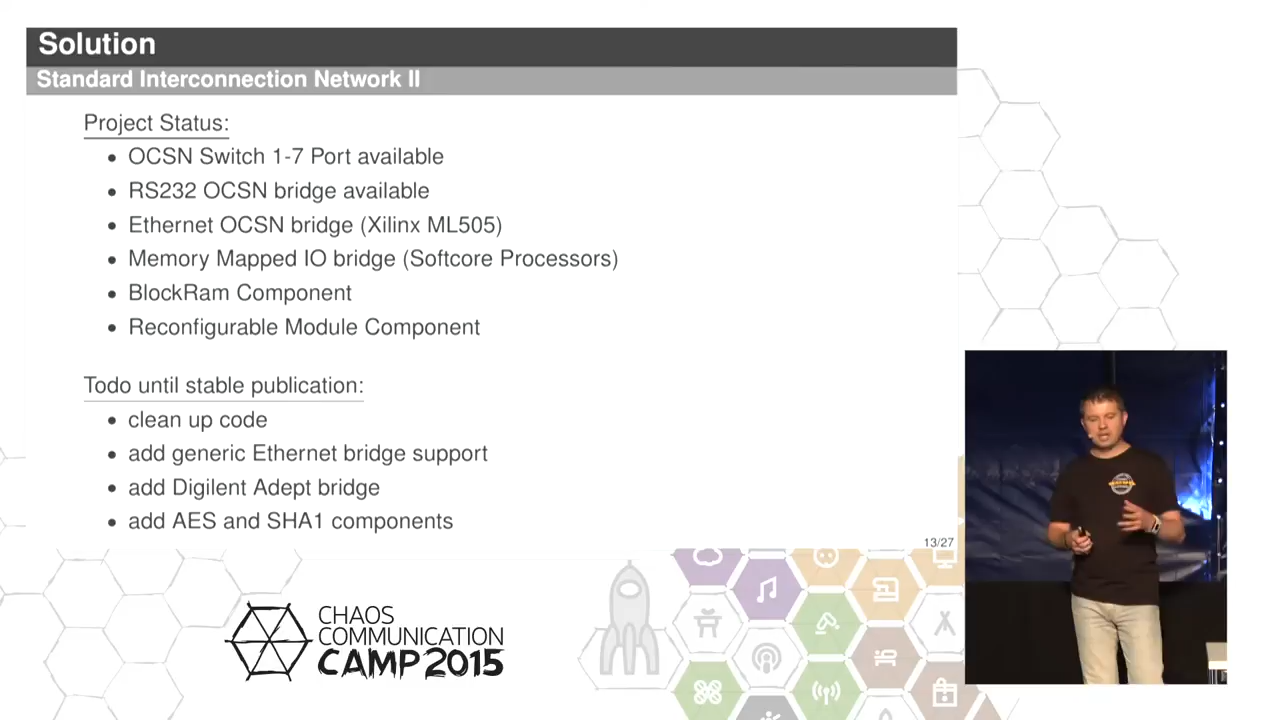 Solution
Standard Interconnection Network II
Project Status:
• OCSN Switch 1-7 Port available
• RS232 OCSN bridge available
• Ethernet OCSN bridge (Xilinx ML505)
• Memory Mapped IO bridge (Softcore Processors)
• BlockRam Component
• Reconfigurable Module Component
Todo until stable publication:
• clean up code
• add generic Ethernet bridge support
• add Digilent Adept bridge
• add AES and SHA1 components
13/27
CHAOS
COMMUNICATION
CAMP 2015